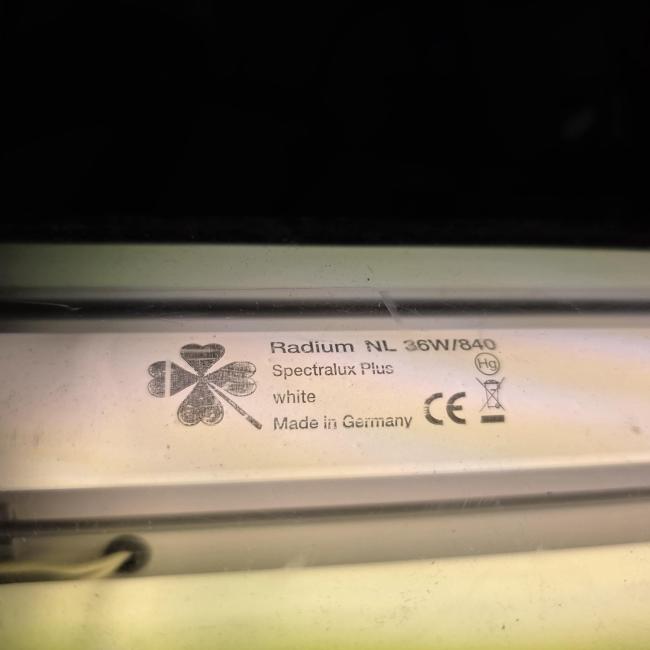 Radium NL 36W/840
Hg
Spectralux Plus
white
CE
Made in Germany